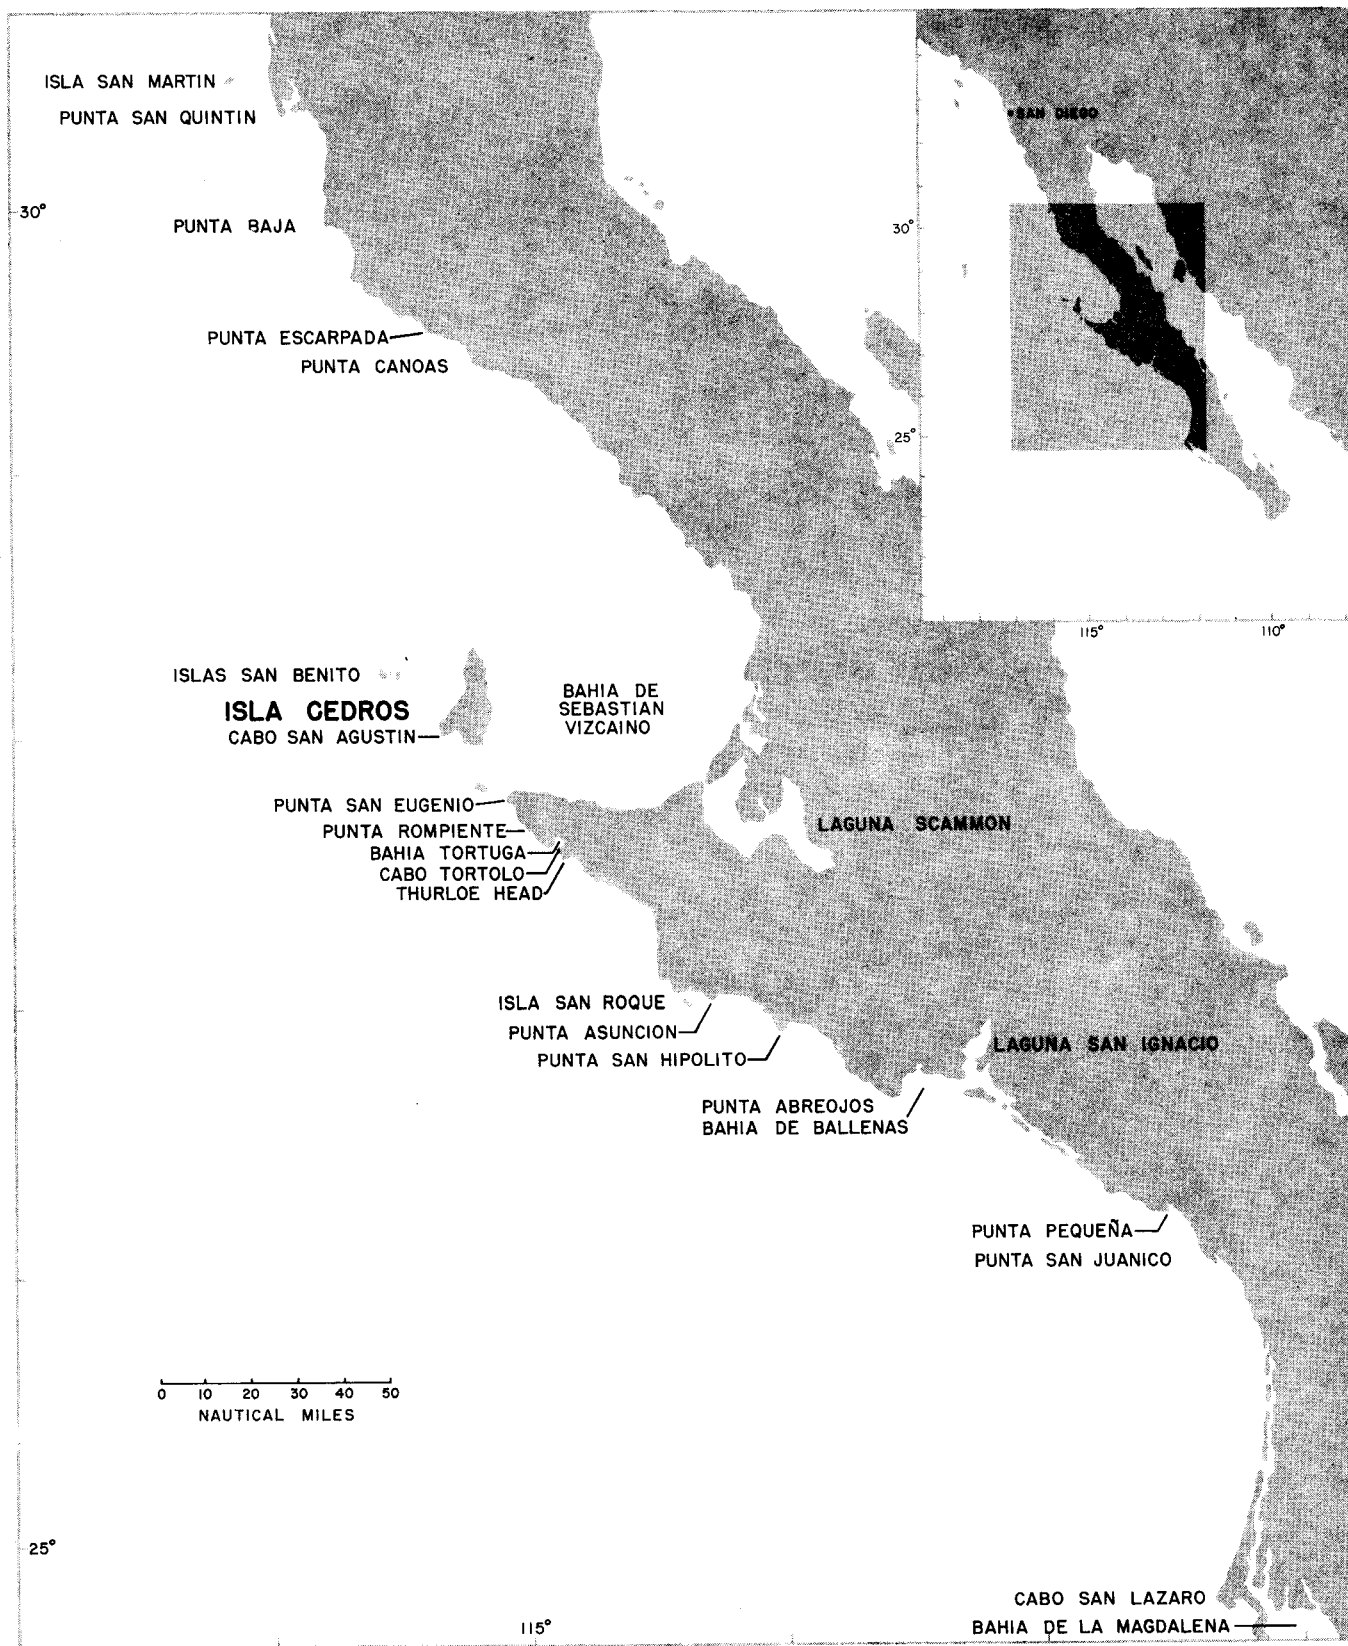 ISLA SAN MARTIN
PUNTA SAN QUINTIN
SAN DIEGO
30°
PUNTA BAJA
30°
PUNTA ESCARPADA
PUNTA CANOAS
25°
115°
110°
ISLAS SAN BENITO
ISLA CEDROS
CABO SAN AGUSTIN
BAHIA DE
SEBASTIAN
VIZCAINO
PUNTA SAN EUGENIO
PUNTA ROMPIENTE
BAHIA TORTUGA
CABO TORTOLO
THURLOE HEAD
LAGUNA SCAMMON
ISLA SAN ROQUE
PUNTA ASUNCION
PUNTA SAN HIPOLITO
LAGUNA SAN IGNACIO
PUNTA ABREOJOS
BAHIA DE BALLENAS
PUNTA PEQUEÑA
PUNTA SAN JUANICO
0 10 20 30 40 50
NAUTICAL MILES
25°
CABO SAN LAZARO
BAHIA DE LA MAGDALENA
115°